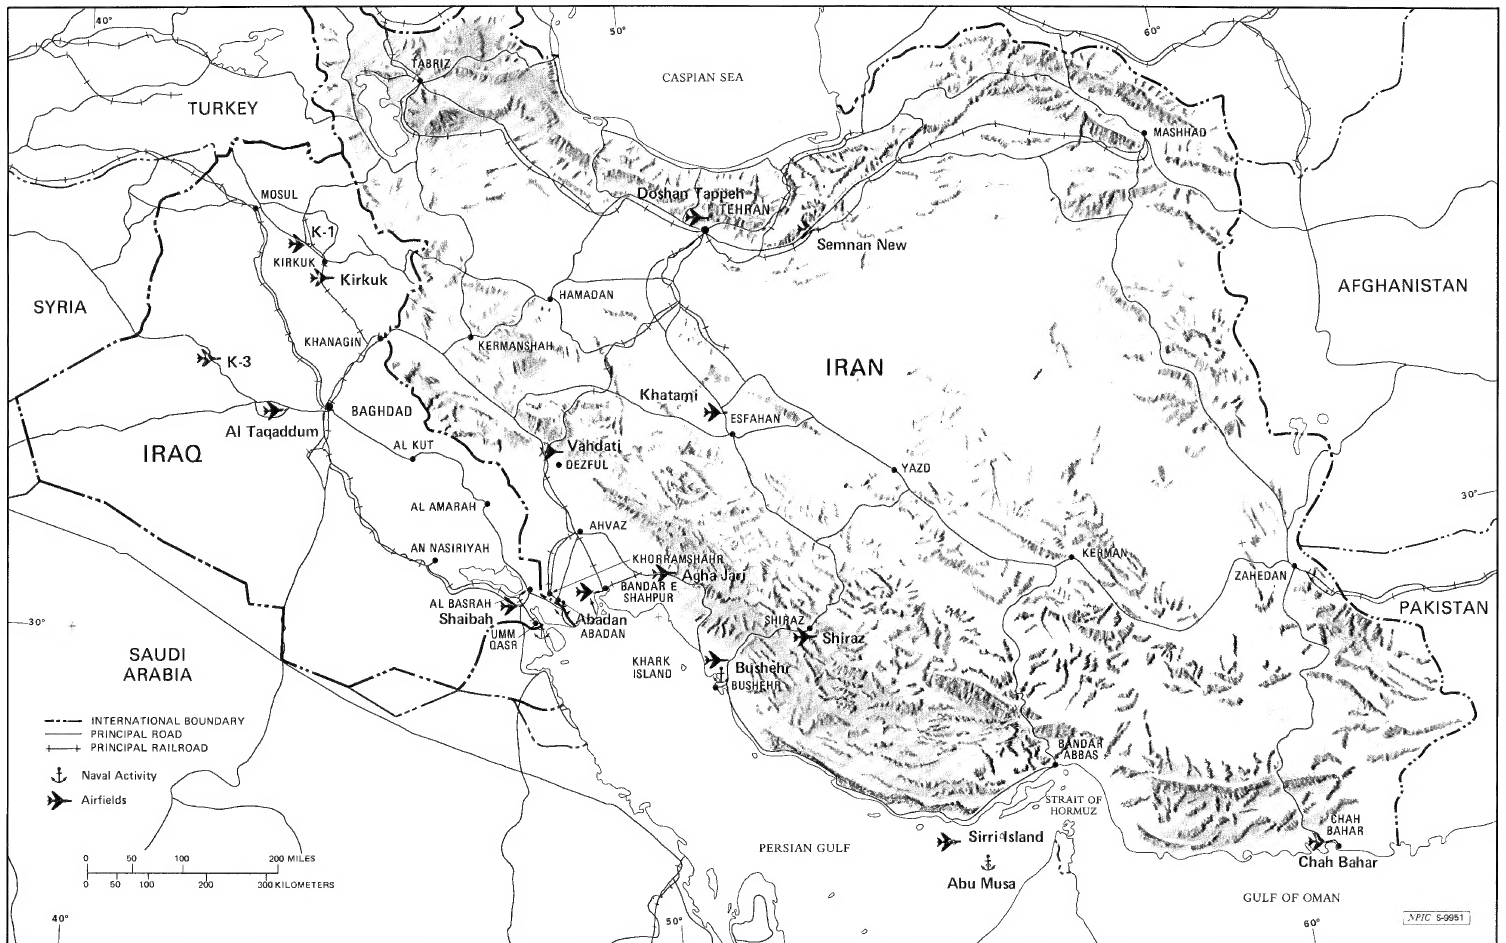 40°
50°
60°
TABRIZ
CASPIAN SEA
TURKEY
MASHHAD
MOSUL
Doshan Tappeh
TEHRAN
K-1
Semnan New
KIRKUK
Kirkuk
HAMADAN
AFGHANISTAN
SYRIA
KHANAGIN
KERMANSHAH
K-3
IRAN
Khatami
BAGHDAD
ESFAHAN
Al Taqaddum
IRAQ
AL KUT
Vahdati
DEZFUL
YAZD
30°
AL AMARAH
AHVAZ
AN NASIRIYAH
KHORRAMSHAHR
KERMAN
Agha Jari
ZAHEDAN
BANDAR E
SHAHPUR
AL BASRAH
Shaibah
Abadan
ABADAN
PAKISTAN
30°
SHIRAZ
Shiraz
UMM
QASR
SAUDI
ARABIA
KHARK
ISLAND
Bushehr
BUSHEHR
INTERNATIONAL BOUNDARY
PRINCIPAL ROAD
PRINCIPAL RAILROAD
BANDAR
ABBAS
Naval Activity
Airfields
STRAIT OF
HORMUZ
CHAH
BAHAR
Sirri Island
PERSIAN GULF
Chah Bahar
0 50 100 200 MILES
0 50 100 200 300 KILOMETERS
Abu Musa
GULF OF OMAN
40°
50°
60°
NPIC S-9951